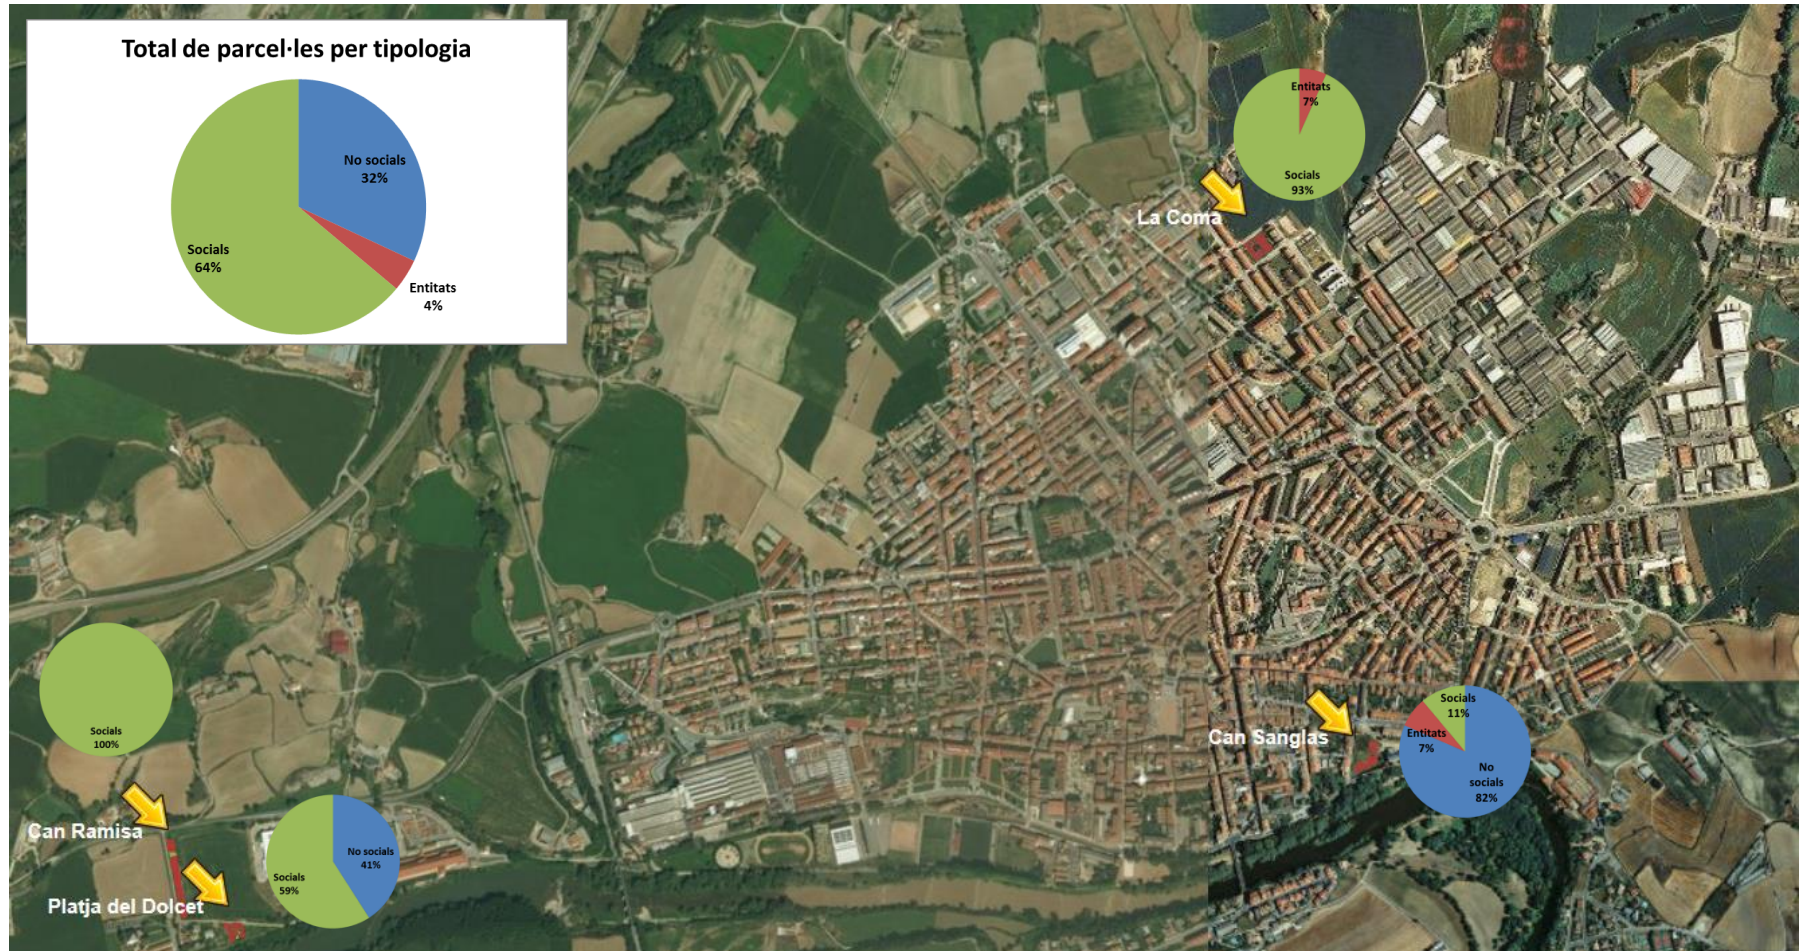 Total de parcel·les per tipologia
No socials
32%
Socials
64%
Entitats
4%
Entitats
7%
Socials
93%
La Coma
Socials
100%
Can Ramisa
No socials
41%
Socials
59%
Platja del Dolcet
Socials
11%
Entitats
7%
No
socials
82%
Can Sanglas